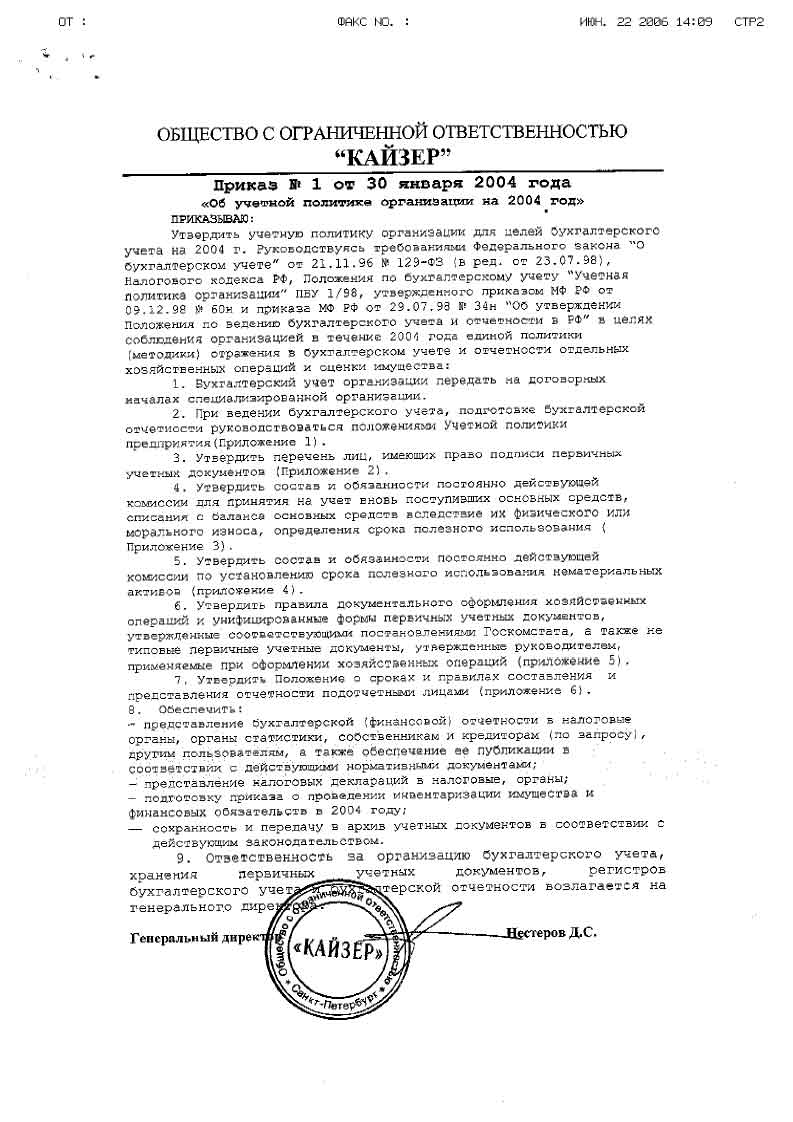 ОТ : ФАКС NO. : ИЮН. 22 2006 14:09 СТР2
ОБЩЕСТВО С ОГРАНИЧЕННОЙ ОТВЕТСТВЕННОСТЬЮ
“КАЙЗЕР”
Приказ № 1 от 30 января 2004 года
«Об учетной политике организации на 2004 год»
ПРИКАЗЫВАЮ:
Утвердить учетную политику организации для целей бухгалтерского
учета на 2004 г. Руководствуясь требованиями Федерального закона “О
бухгалтерском учете” от 21.11.96 № 129-ФЗ (в ред. от 23.07.98),
Налогового кодекса РФ, Положения по бухгалтерскому учету “Учетная
политика организации” ПБУ 1/98, утвержденного приказом МФ РФ от
09.12.98 № 60н и приказа МФ РФ от 29.07.98 № 34н “Об утверждении
Положения по ведению бухгалтерского учета и отчетности в РФ” в целях
соблюдения организацией в течение 2004 года единой политики
(методики) отражения в бухгалтерском учете и отчетности отдельных
хозяйственных операций и оценки имущества:
1. Бухгалтерский учет организации передать на договорных
началах специализированной организации.
2. При ведении бухгалтерского учета, подготовке бухгалтерской
отчетности руководствоваться положениями Учетной политики
предприятия(Приложение 1).
3. Утвердить перечень лиц, имеющих право подписи первичных
учетных документов (Приложение 2).
4. Утвердить состав и обязанности постоянно действующей
комиссии для принятия на учет вновь поступивших основных средств,
списания с баланса основных средств вследствие их физического или
морального износа, определения срока полезного использования (
Приложение 3).
5. Утвердить состав и обязанности постоянно действующей
комиссии по установлению срока полезного использования нематериальных
активов (приложение 4).
6. Утвердить правила документального оформления хозяйственных
операций и унифицированные формы первичных учетных документов,
утвержденные соответствующими постановлениями Госкомстата, а также не
типовые первичные учетные документы, утвержденные руководителем,
применяемые при оформлении хозяйственных операций (приложение 5).
7. Утвердить Положение о сроках и правилах составления и
представления отчетности подотчетными лицами (приложение 6).
8. Обеспечить:
– представление бухгалтерской (финансовой) отчетности в налоговые
органы, органы статистики, собственникам и кредиторам (по запросу),
другим пользователям, а также обеспечение ее публикации в
соответствии с действующими нормативными документами;
– представление налоговых деклараций в налоговые, органы;
– подготовку приказа о проведении инвентаризации имущества и
финансовых обязательств в 2004 году;
— сохранность и передачу в архив учетных документов в соответствии с
действующим законодательством.
9. Ответственность за организацию бухгалтерского учета,
хранения первичных учетных документов, регистров
бухгалтерского учета и бухгалтерской отчетности возлагается на
генерального директора.
Генеральный директор Нестеров Д.С.
Общество с ограниченной ответственностью
«КАЙЗЕР»
* Санкт-Петербург *